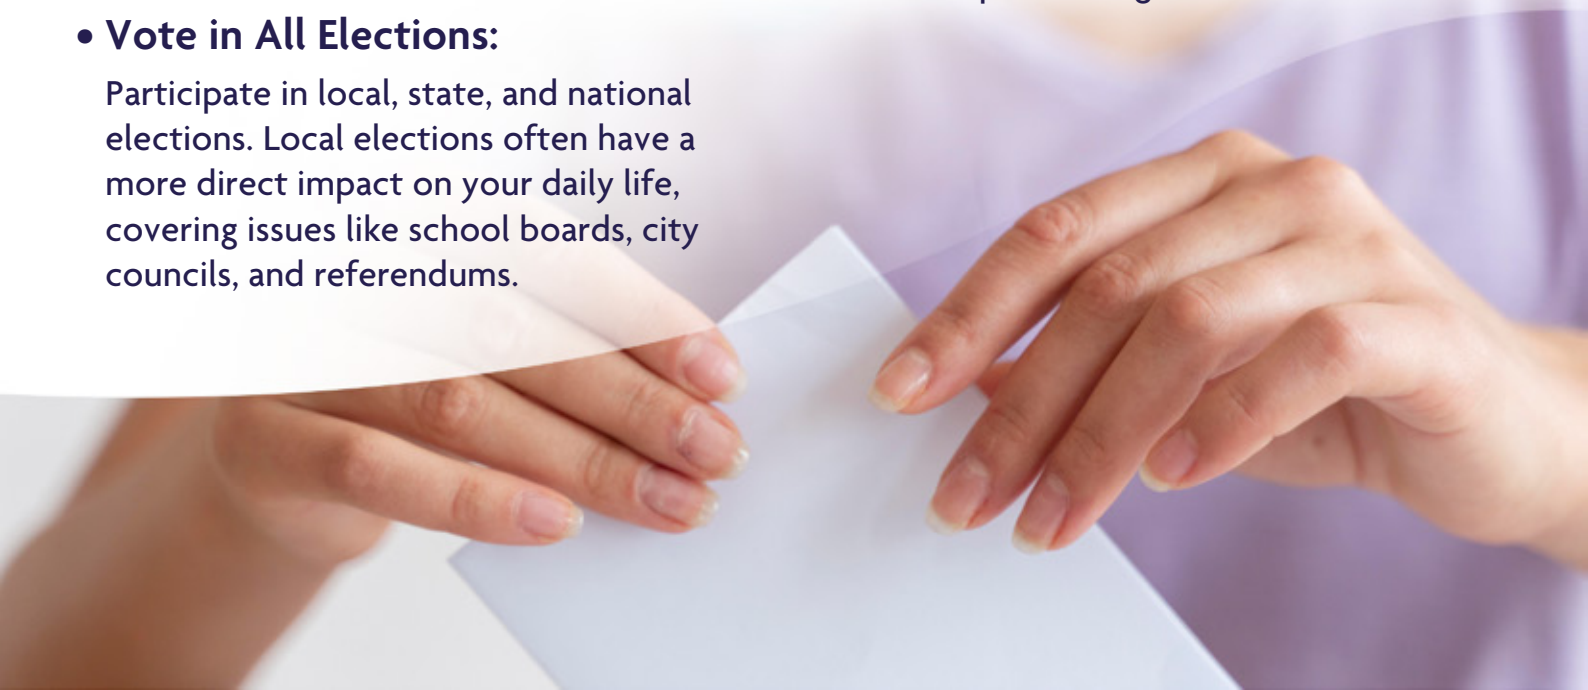 • Vote in All Elections:
Participate in local, state, and national
elections. Local elections often have a
more direct impact on your daily life,
covering issues like school boards, city
councils, and referendums.